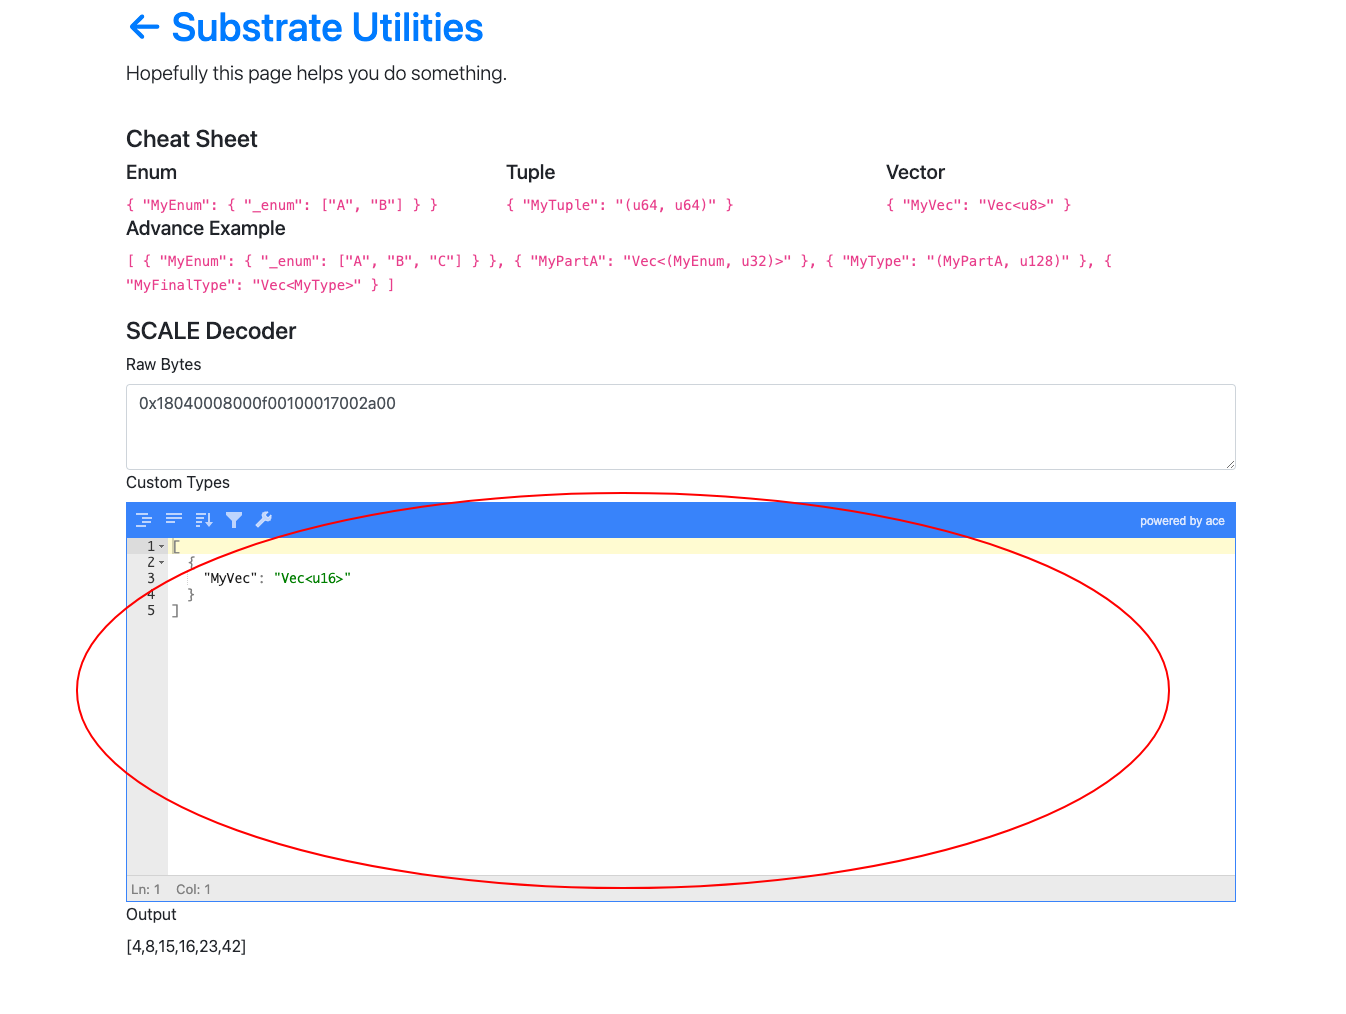 ← Substrate Utilities
Hopefully this page helps you do something.
Cheat Sheet
Enum
{ "MyEnum": { "_enum": ["A", "B"] } }
Tuple
{ "MyTuple": "(u64, u64)" }
Vector
{ "MyVec": "Vec<u8>" }
Advance Example
[ { "MyEnum": { "_enum": ["A", "B", "C"] } }, { "MyPartA": "Vec<(MyEnum, u32)>" }, { "MyType": "(MyPartA, u128)" }, {
"MyFinalType": "Vec<MyType>" } ]
SCALE Decoder
Raw Bytes
0x18040008000f00100017002a00
Custom Types
powered by ace
1 [
2 {
3 "MyVec": "Vec<u16>"
4 }
5 ]
Ln: 1 Col: 1
Output
[4,8,15,16,23,42]